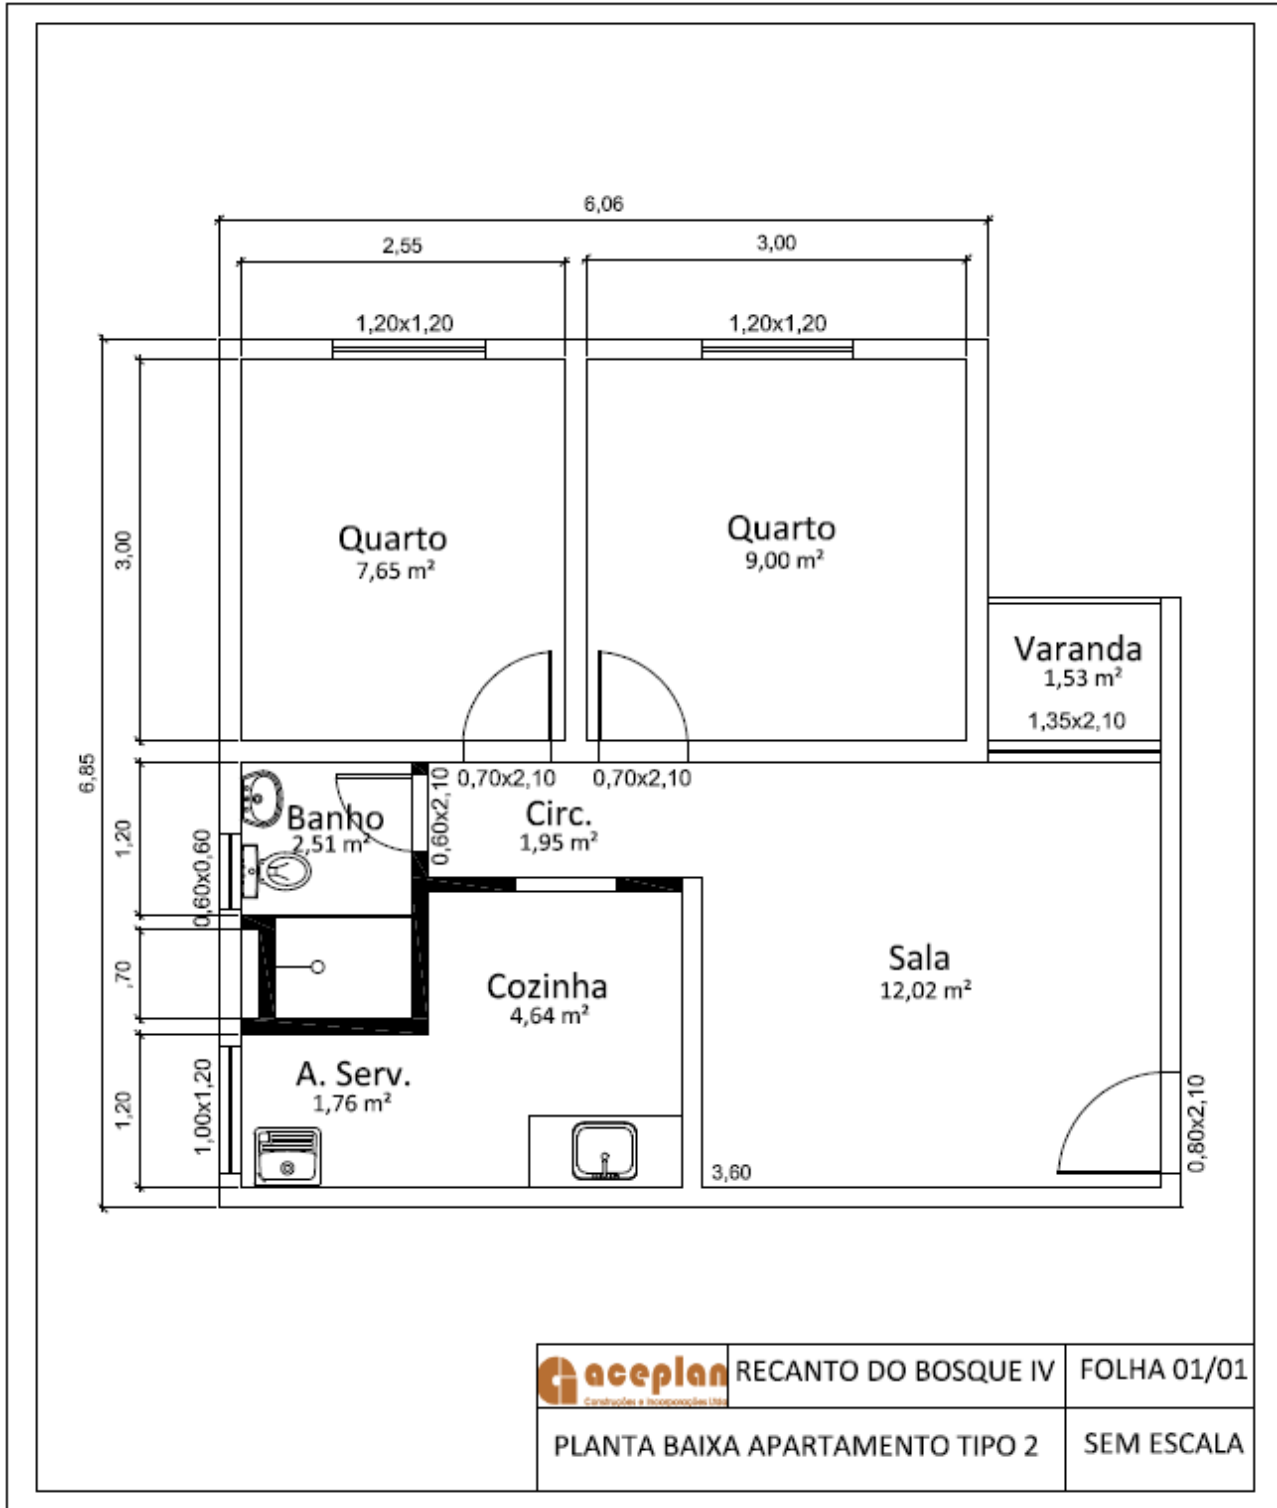 6,06
2,55
3,00
1,20x1,20
1,20x1,20
3,00
6,85
Quarto
7,65 m²
Quarto
9,00 m²
Varanda
1,53 m²
1,35x2,10
0,70x2,10
0,70x2,10
0,60x2,10
Banho
2,51 m²
Circ.
1,95 m²
1,20
0,60x0,60
,70
Cozinha
4,64 m²
Sala
12,02 m²
A. Serv.
1,76 m²
1,20
1,00x1,20
3,60
0,80x2,10
aceplan
Construções e Incorporações Ltda
RECANTO DO BOSQUE IV
FOLHA 01/01
PLANTA BAIXA APARTAMENTO TIPO 2
SEM ESCALA